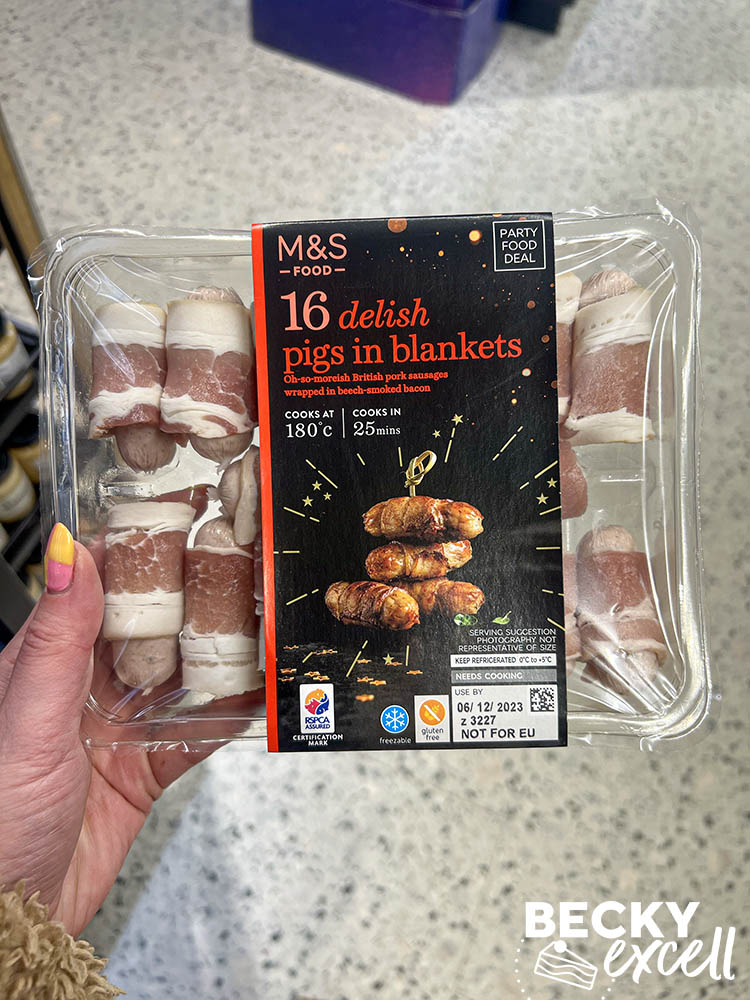 M&S
FOOD
PARTY
FOOD
DEAL
16 delish
pigs in blankets
Oh-so-moreish British pork sausages
wrapped in beech-smoked bacon
COOKS AT
180°c
COOKS IN
25mins
SERVING SUGGESTION
PHOTOGRAPHY NOT
REPRESENTATIVE OF SIZE
KEEP REFRIGERATED 0°C to +5°C
NEEDS COOKING
USE BY
06/ 12/ 2023
z 3227
NOT FOR EU
RSPCA
ASSURED
CERTIFICATION
MARK
freezable
gluten
free
BECKY
excell